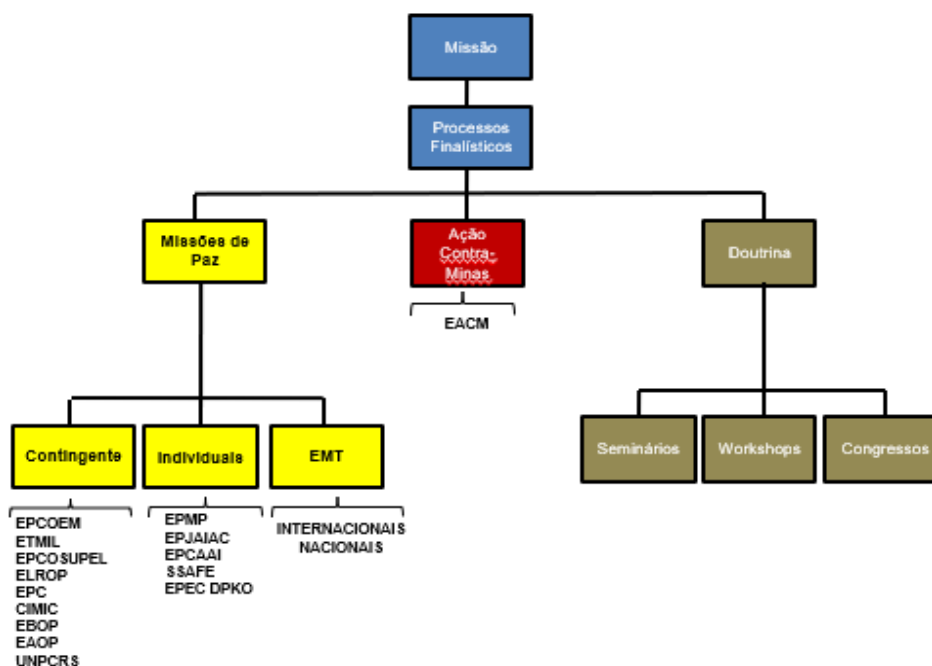 Missão
Processos
Finalísticos
Missões de
Paz
Ação
Contra-
Minas
Doutrina
EACM
Contingente
Individuais
EMT
Seminários
Workshops
Congressos
EPCOEM
ETMIL
EPCOSUPEL
ELROP
EPC
CIMIC
EBOP
EAOP
UNPCRS
EPMP
EPJAIAC
EPCAAI
SSAFE
EPEC DPKO
INTERNACIONAIS
NACIONAIS